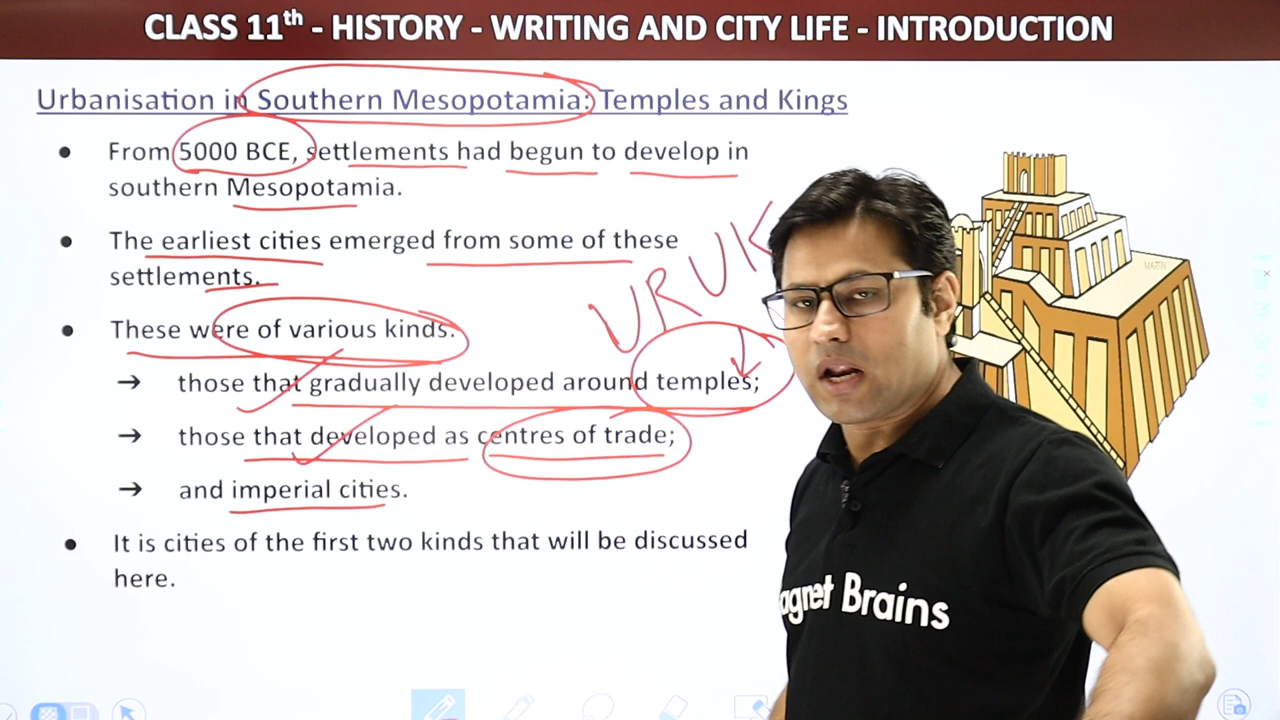 CLASS 11th - HISTORY - WRITING AND CITY LIFE - INTRODUCTION
Urbanisation in Southern Mesopotamia: Temples and Kings
● From 5000 BCE, settlements had begun to develop in
southern Mesopotamia.
● The earliest cities emerged from some of these
settlements.
● These were of various kinds.
→ those that gradually developed around temples;
→ those that developed as centres of trade;
→ and imperial cities.
● It is cities of the first two kinds that will be discussed
here.
URUK
agnet Brains